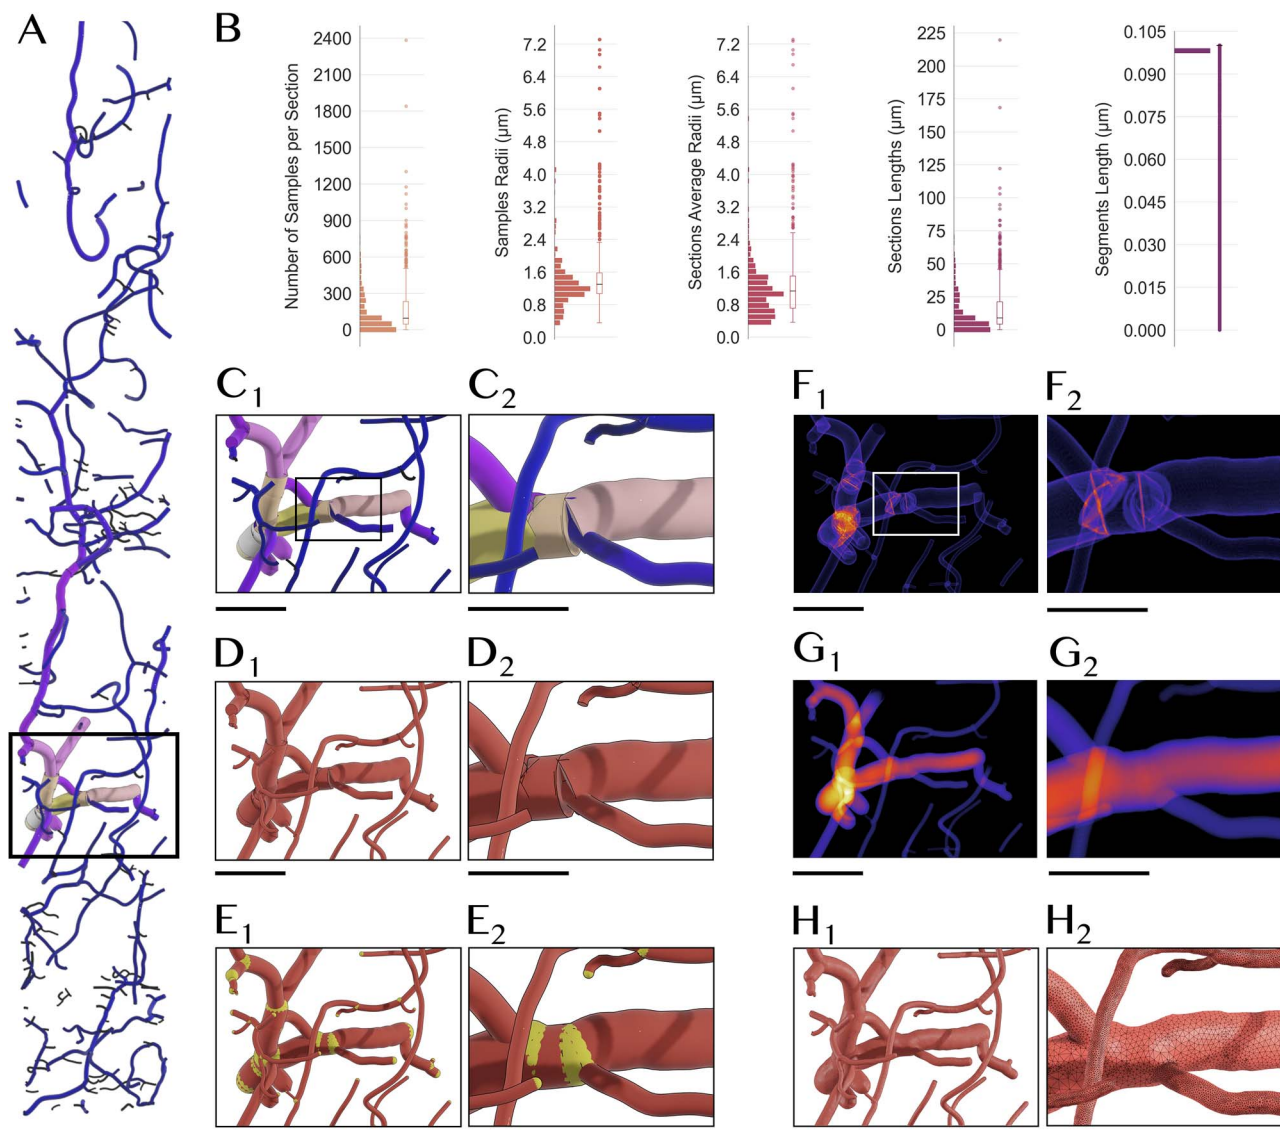 A
B
Number of Samples per Section
2400
2100
1800
1500
1200
900
600
300
0
Samples Radii (μm)
7.2
6.4
5.6
4.8
4.0
3.2
2.4
1.6
0.8
0.0
Sections Average Radii (μm)
7.2
6.4
5.6
4.8
4.0
3.2
2.4
1.6
0.8
0.0
Sections Lengths (μm)
225
200
175
150
125
100
75
50
25
0
Segments Length (μm)
0.105
0.090
0.075
0.060
0.045
0.030
0.015
0.000
C1
C2
F1
F2
D1
D2
G1
G2
E1
E2
H1
H2